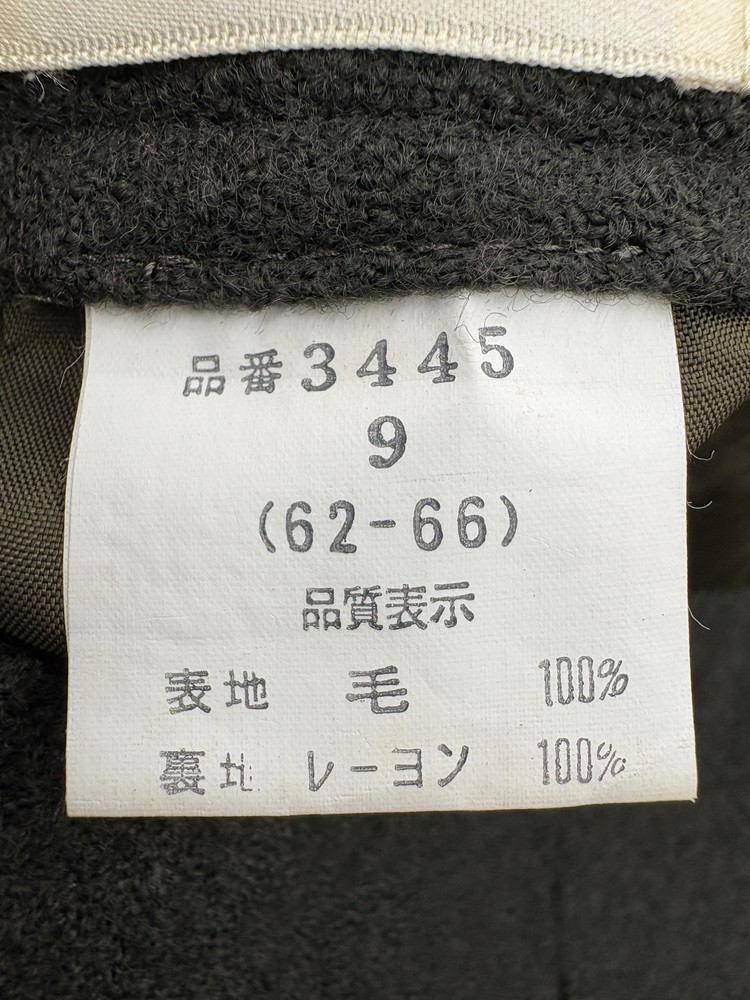 品番3445
9
(62-66)
品質表示
表地 毛 100%
裏地 レーヨン 100%